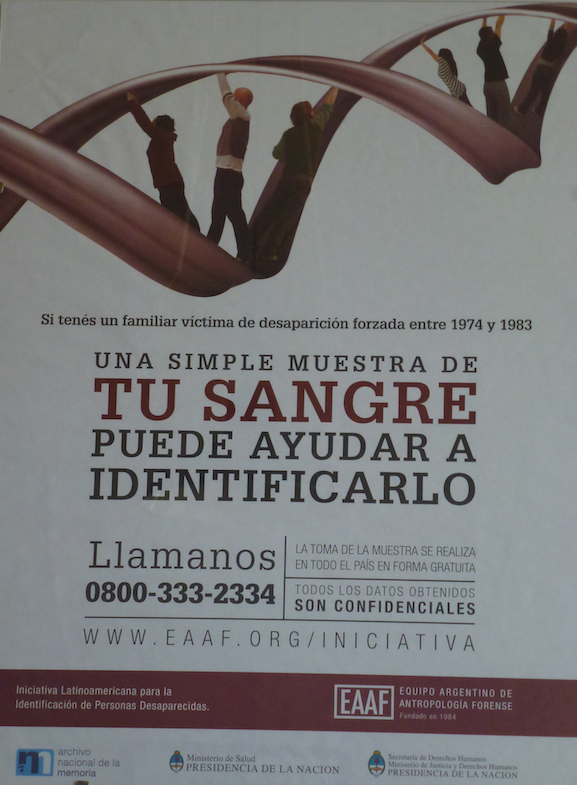 Si tenés un familiar víctima de desaparición forzada entre 1974 y 1983
UNA SIMPLE MUESTRA DE
TU SANGRE
PUEDE AYUDAR A
IDENTIFICARLO
Llamanos
0800-333-2334
LA TOMA DE LA MUESTRA SE REALIZA
EN TODO EL PAÍS EN FORMA GRATUITA
TODOS LOS DATOS OBTENIDOS
SON CONFIDENCIALES
WWW.EAAF.ORG/INICIATIVA
Iniciativa Latinoamericana para la
Identificación de Personas Desaparecidas.
EAAF
EQUIPO ARGENTINO DE
ANTROPOLOGÍA FORENSE
Fundado en 1984
archivo
nacional de la
memoria
Ministerio de Salud
PRESIDENCIA DE LA NACION
Secretaría de Derechos Humanos
Ministerio de Justicia y Derechos Humanos
PRESIDENCIA DE LA NACION